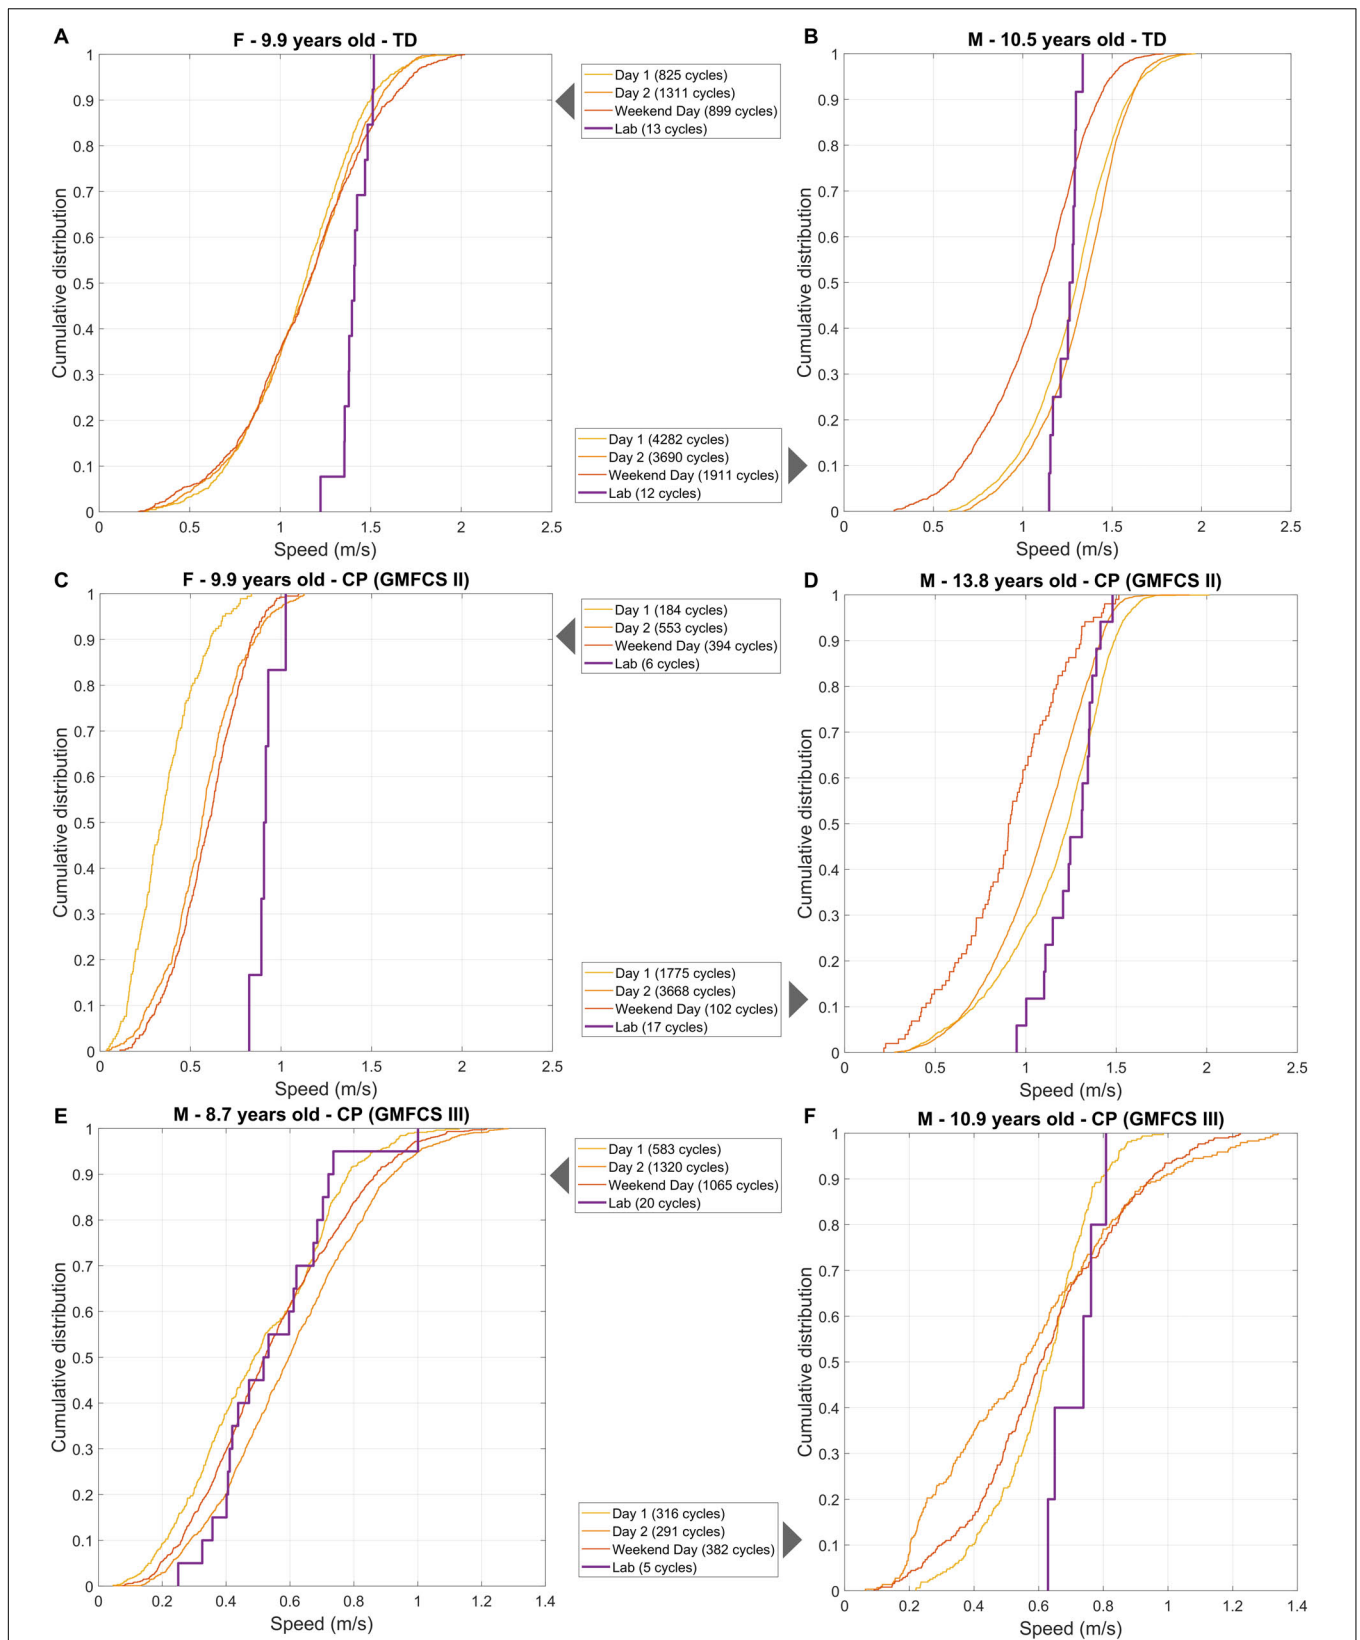 A
F - 9.9 years old - TD
1
0.9
0.8
0.7
0.6
0.5
0.4
0.3
0.2
0.1
0
Cumulative distribution
0
0.5
1
1.5
2
2.5
Speed (m/s)
Day 1 (825 cycles)
Day 2 (1311 cycles)
Weekend Day (899 cycles)
Lab (13 cycles)
B
M - 10.5 years old - TD
1
0.9
0.8
0.7
0.6
0.5
0.4
0.3
0.2
0.1
0
Cumulative distribution
0
0.5
1
1.5
2
2.5
Speed (m/s)
Day 1 (4282 cycles)
Day 2 (3690 cycles)
Weekend Day (1911 cycles)
Lab (12 cycles)
C
F - 9.9 years old - CP (GMFCS II)
1
0.9
0.8
0.7
0.6
0.5
0.4
0.3
0.2
0.1
0
Cumulative distribution
0
0.5
1
1.5
2
2.5
Speed (m/s)
Day 1 (184 cycles)
Day 2 (553 cycles)
Weekend Day (394 cycles)
Lab (6 cycles)
D
M - 13.8 years old - CP (GMFCS II)
1
0.9
0.8
0.7
0.6
0.5
0.4
0.3
0.2
0.1
0
Cumulative distribution
0
0.5
1
1.5
2
2.5
Speed (m/s)
Day 1 (1775 cycles)
Day 2 (3668 cycles)
Weekend Day (102 cycles)
Lab (17 cycles)
E
M - 8.7 years old - CP (GMFCS III)
1
0.9
0.8
0.7
0.6
0.5
0.4
0.3
0.2
0.1
0
Cumulative distribution
0
0.2
0.4
0.6
0.8
1
1.2
1.4
Speed (m/s)
Day 1 (583 cycles)
Day 2 (1320 cycles)
Weekend Day (1065 cycles)
Lab (20 cycles)
F
M - 10.9 years old - CP (GMFCS III)
1
0.9
0.8
0.7
0.6
0.5
0.4
0.3
0.2
0.1
0
Cumulative distribution
0
0.2
0.4
0.6
0.8
1
1.2
1.4
Speed (m/s)
Day 1 (316 cycles)
Day 2 (291 cycles)
Weekend Day (382 cycles)
Lab (5 cycles)